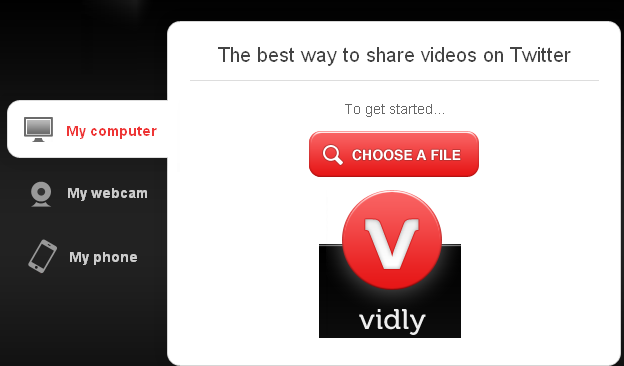 The best way to share videos on Twitter
To get started...
My computer
CHOOSE A FILE
My webcam
My phone
V
vidly